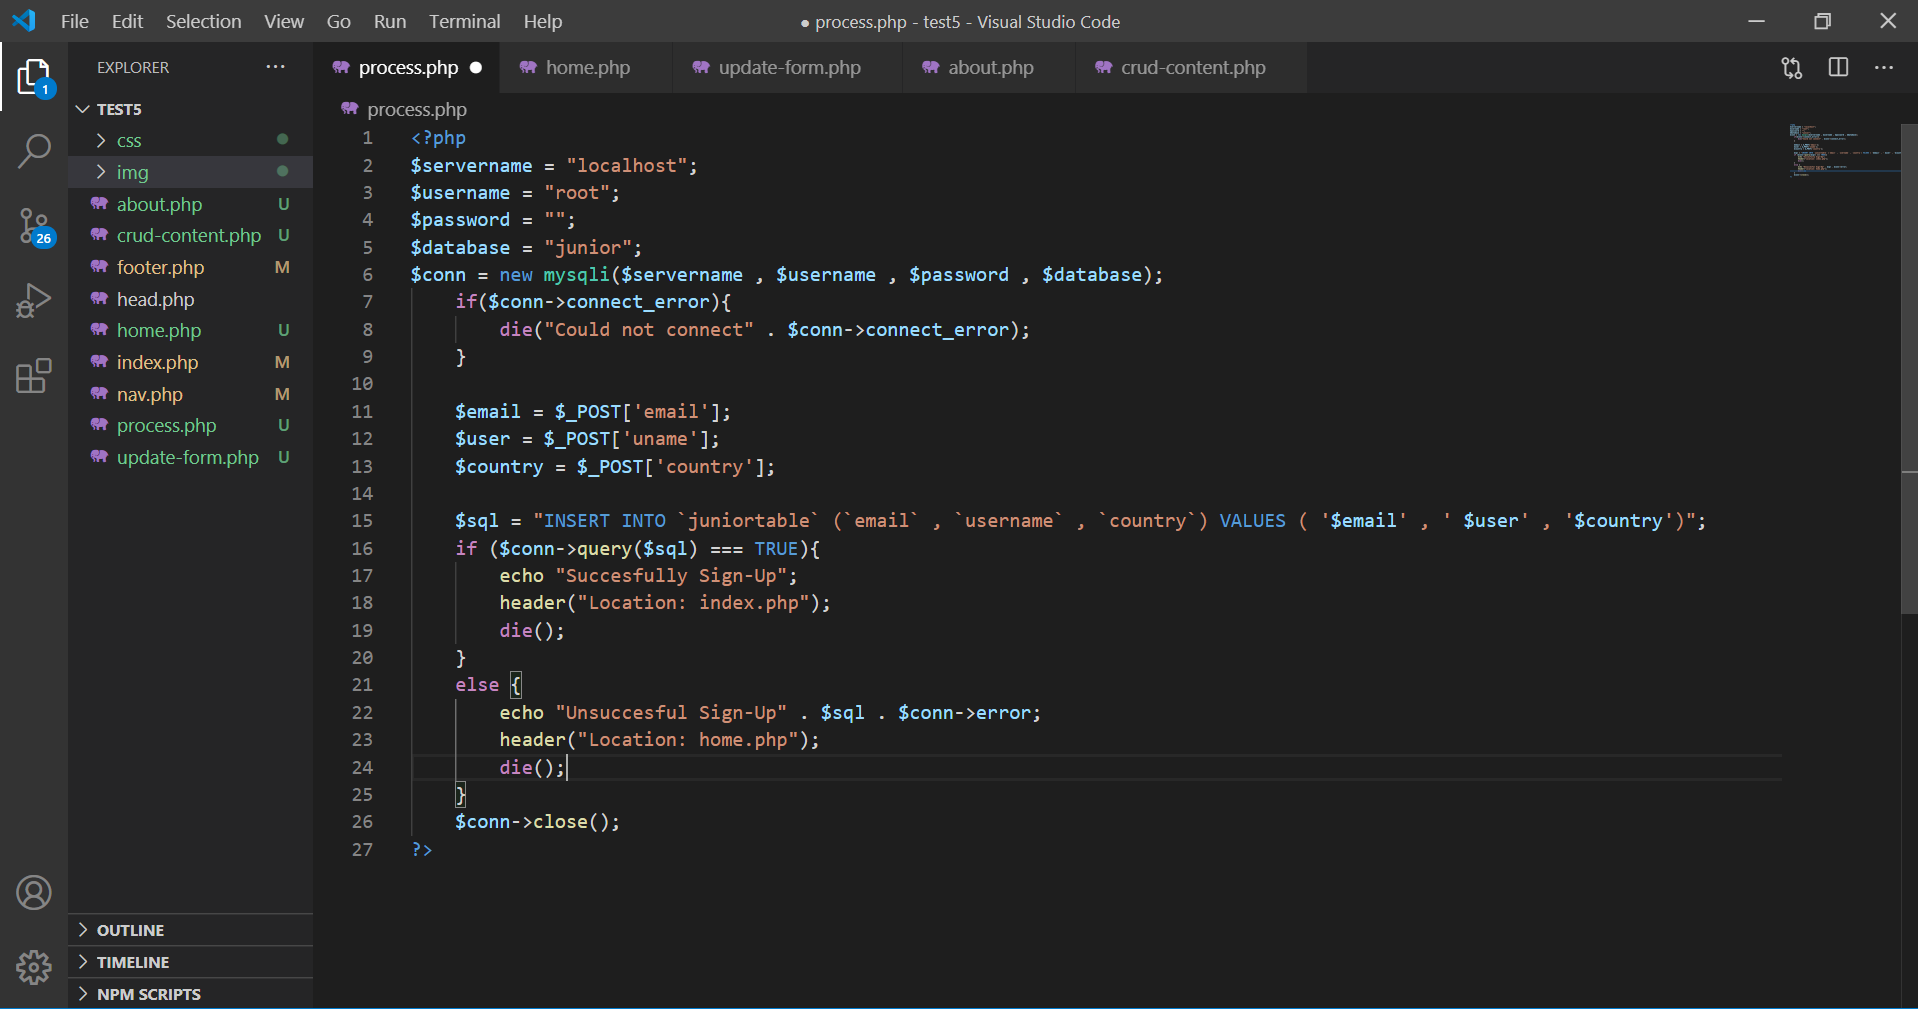 File Edit Selection View Go Run Terminal Help
● process.php - test5 - Visual Studio Code
EXPLORER
process.php
home.php
update-form.php
about.php
crud-content.php
1
26
TEST5
css
img
about.php U
crud-content.php U
footer.php M
head.php
home.php U
index.php M
nav.php M
process.php U
update-form.php U
OUTLINE
TIMELINE
NPM SCRIPTS
process.php
1 <?php
2 $servername = "localhost";
3 $username = "root";
4 $password = "";
5 $database = "junior";
6 $conn = new mysqli($servername , $username , $password , $database);
7 if($conn->connect_error){
8 die("Could not connect" . $conn->connect_error);
9 }
10
11 $email = $_POST['email'];
12 $user = $_POST['uname'];
13 $country = $_POST['country'];
14
15 $sql = "INSERT INTO `juniortable` (`email` , `username` , `country`) VALUES ( '$email' , ' $user' , '$country')";
16 if ($conn->query($sql) === TRUE){
17 echo "Succesfully Sign-Up";
18 header("Location: index.php");
19 die();
20 }
21 else {
22 echo "Unsuccesful Sign-Up" . $sql . $conn->error;
23 header("Location: home.php");
24 die();
25 }
26 $conn->close();
27 ?>